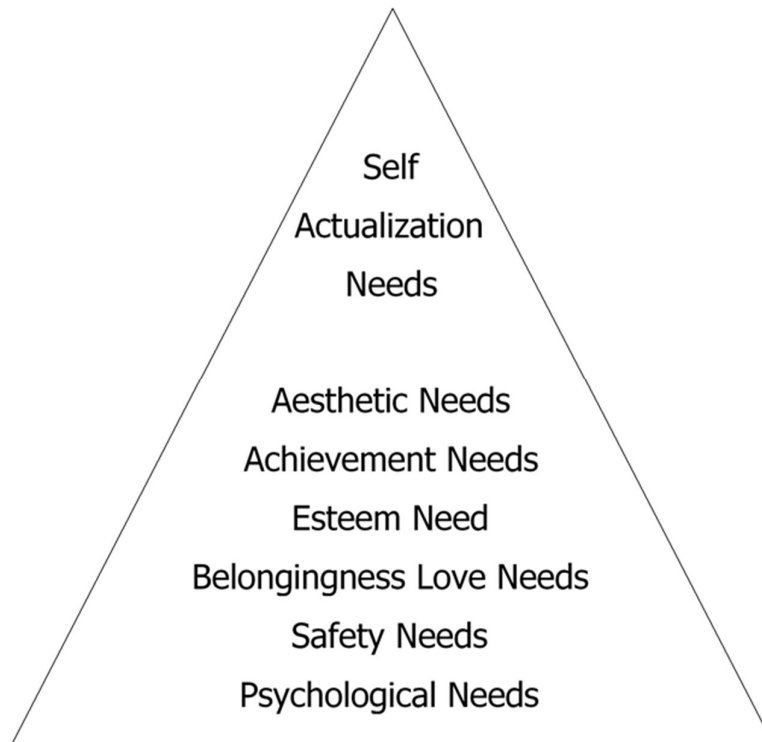 Self
Actualization
Needs
Aesthetic Needs
Achievement Needs
Esteem Need
Belongingness Love Needs
Safety Needs
Psychological Needs